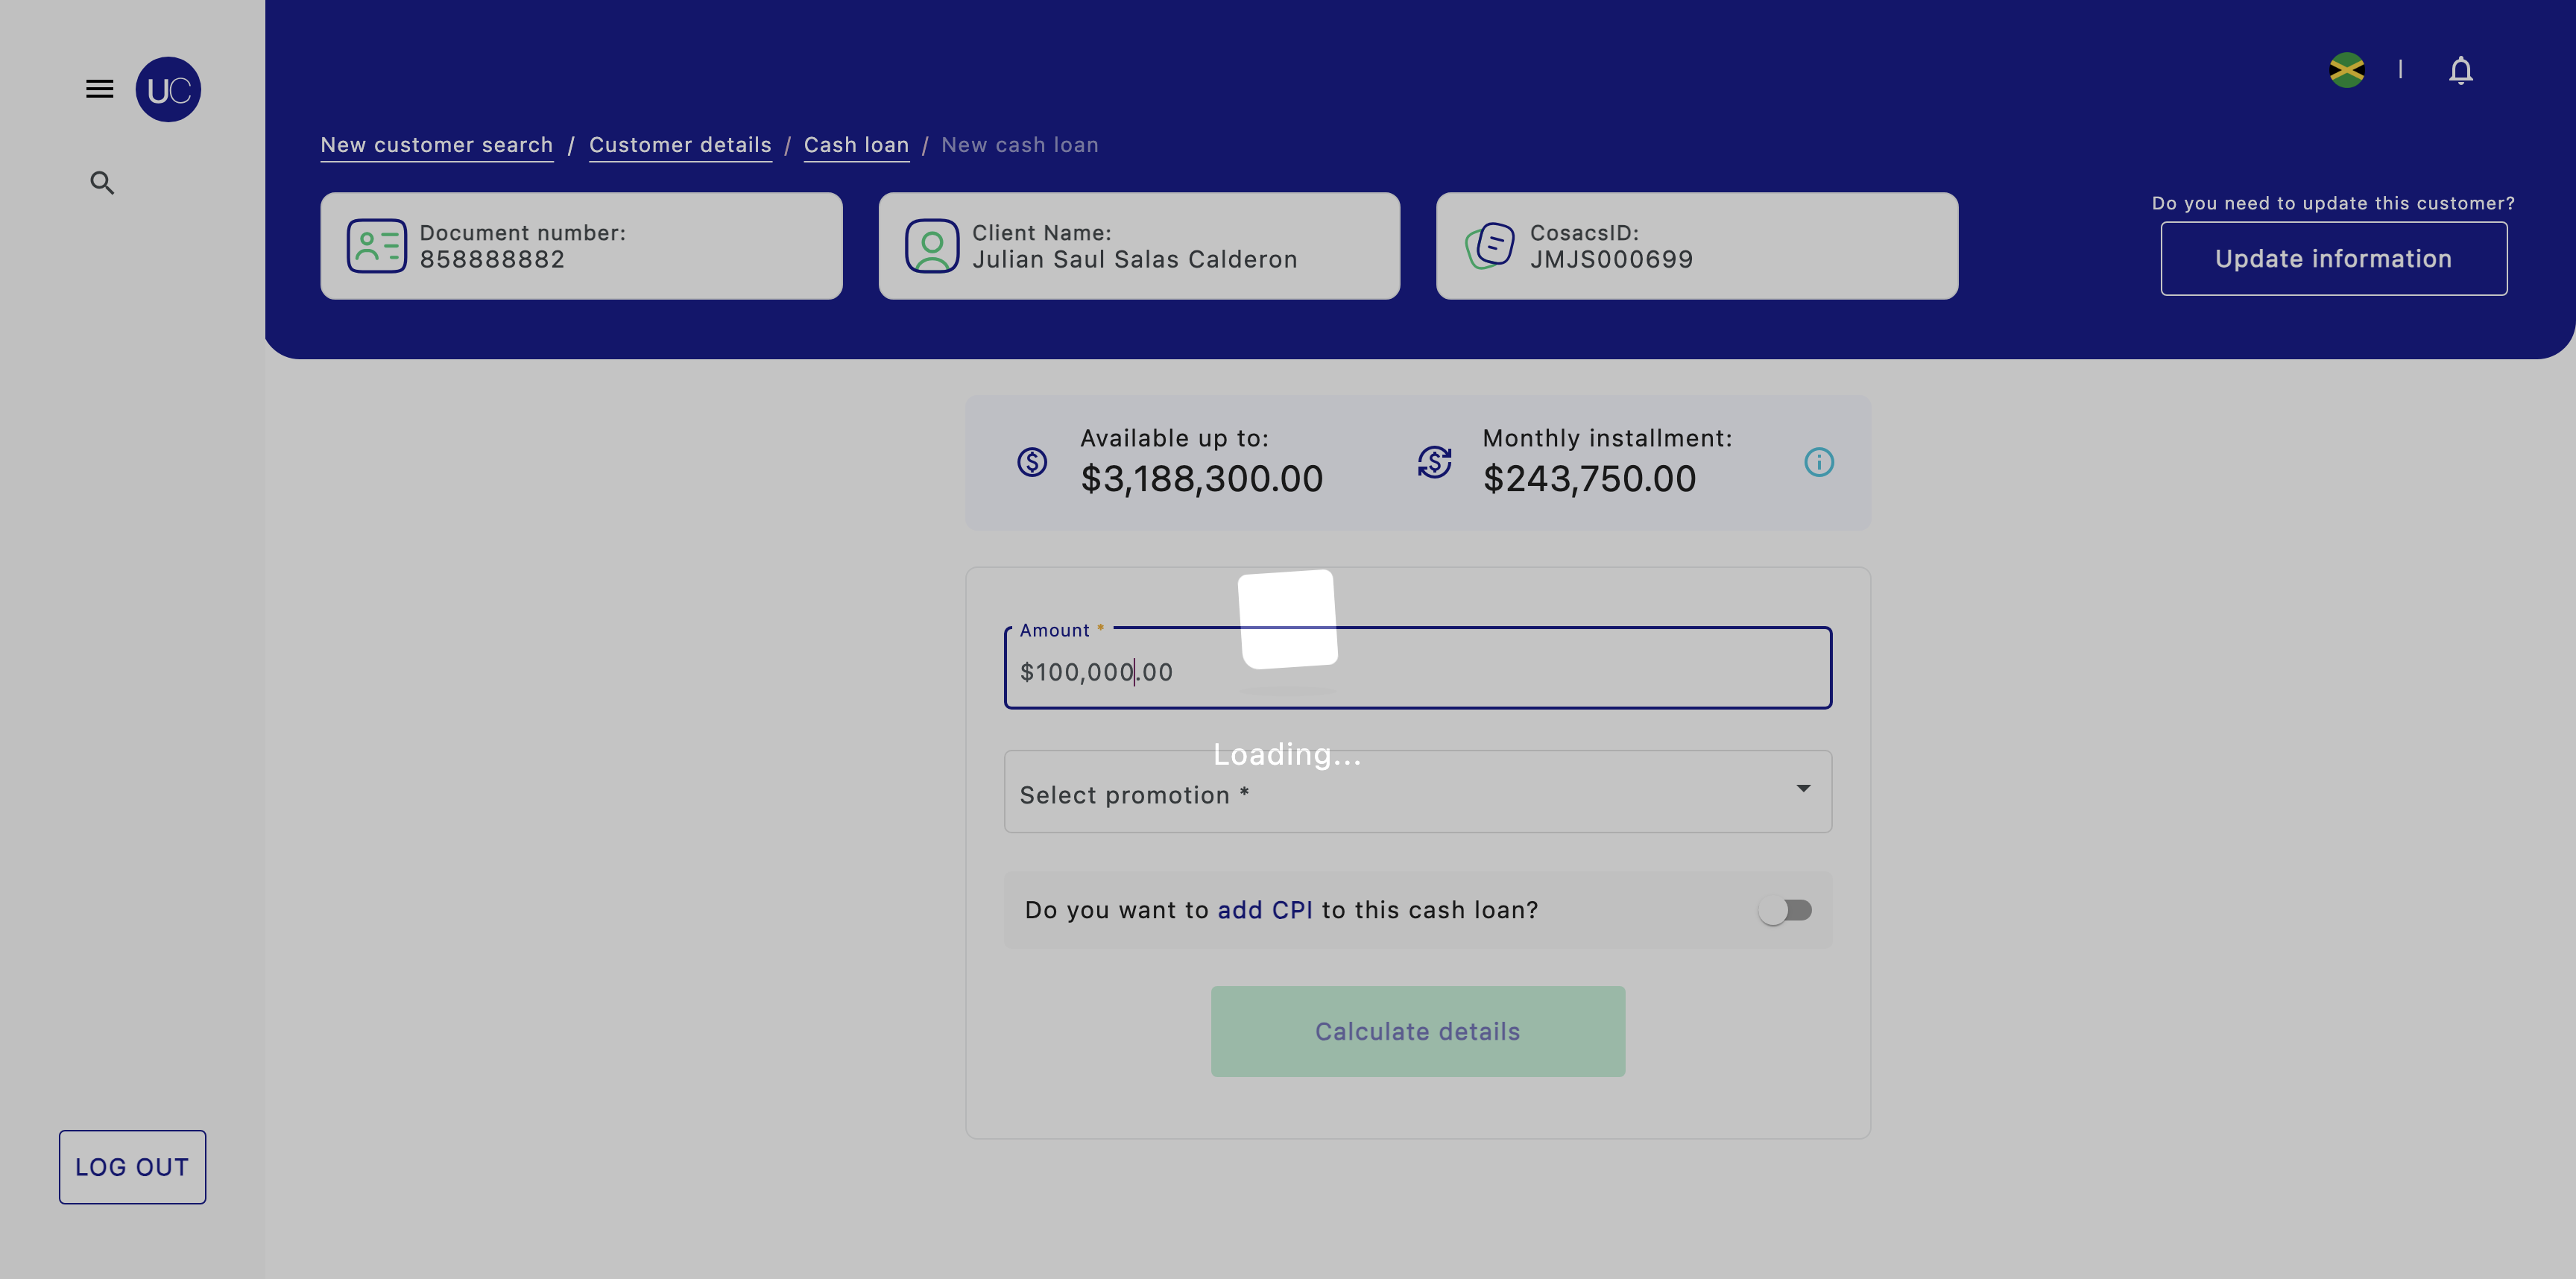 UC
New customer search / Customer details / Cash loan / New cash loan
Document number:
858888882
Client Name:
Julian Saul Salas Calderon
CosacsID:
JMJS000699
Do you need to update this customer?
Update information
Available up to:
$3,188,300.00
Monthly installment:
$243,750.00
Amount *
$100,000.00
Loading...
Select promotion *
Do you want to add CPI to this cash loan?
Calculate details
LOG OUT